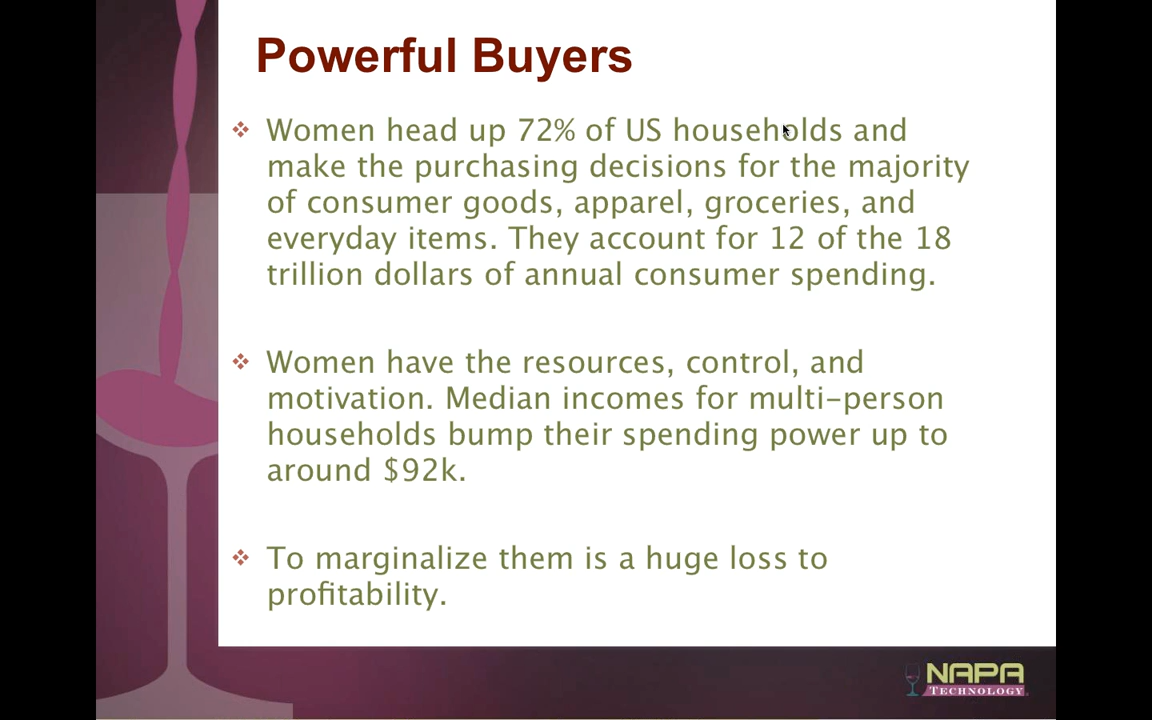 Powerful Buyers
Women head up 72% of US households and
make the purchasing decisions for the majority
of consumer goods, apparel, groceries, and
everyday items. They account for 12 of the 18
trillion dollars of annual consumer spending.
Women have the resources, control, and
motivation. Median incomes for multi-person
households bump their spending power up to
around $92k.
To marginalize them is a huge loss to
profitability.
NAPA
TECHNOLOGY